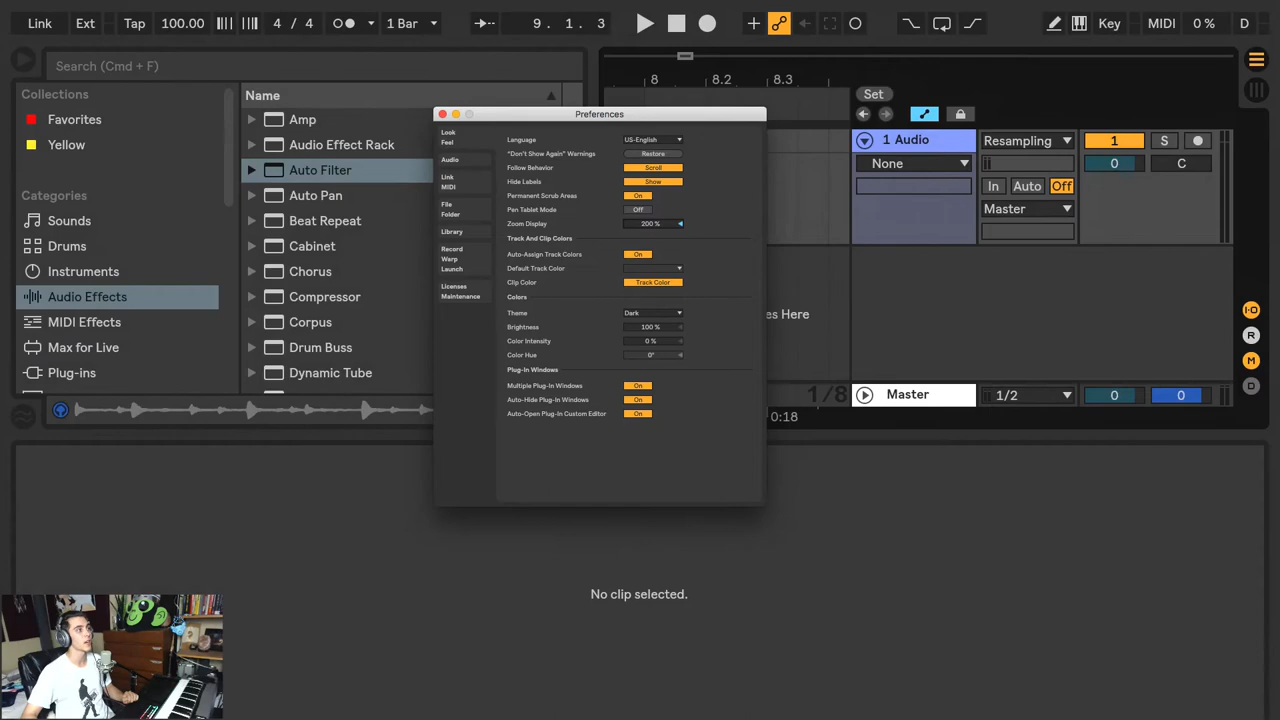 Link Ext Tap 100.00 4 / 4 1 Bar 9 . 1 . 3 Key MIDI 0 % D
Search (Cmd + F)
Collections
Favorites
Yellow
Categories
Sounds
Drums
Instruments
Audio Effects
MIDI Effects
Max for Live
Plug-ins
Name
Amp
Audio Effect Rack
Auto Filter
Auto Pan
Beat Repeat
Cabinet
Chorus
Compressor
Corpus
Drum Buss
Dynamic Tube
Preferences
Look
Feel
Audio
Link
MIDI
File
Folder
Library
Record
Warp
Launch
Licenses
Maintenance
Language US-English
"Don't Show Again" Warnings Restore
Follow Behavior Scroll
Hide Labels Show
Permanent Scrub Areas On
Pen Tablet Mode Off
Zoom Display 200 %
Track And Clip Colors
Auto-Assign Track Colors On
Default Track Color
Clip Color Track Color
Colors
Theme Dark
Brightness 100 %
Color Intensity 0 %
Color Hue 0°
Plug-In Windows
Multiple Plug-In Windows On
Auto-Hide Plug-In Windows On
Auto-Open Plug-In Custom Editor On
8 8.2 8.3
Set
1 Audio Resampling 1 S
None 0 C
In Auto Off
Master
es Here
I·O
R
M
D
1/8 Master 1/2 0 0
0:18
No clip selected.